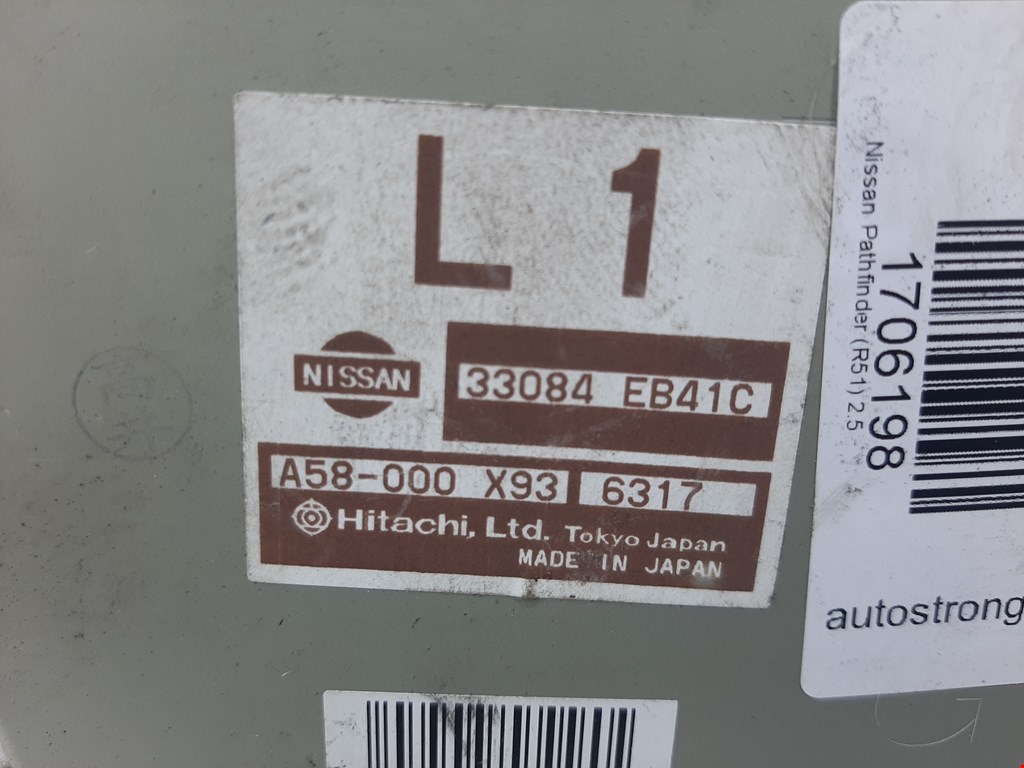 L 1
NISSAN
33084 EB41C
A58-000 X93 6317
Hitachi, Ltd. Tokyo Japan
MADE IN JAPAN
Nissan Pathfinder (R51) 2.5
1706198
autostrong